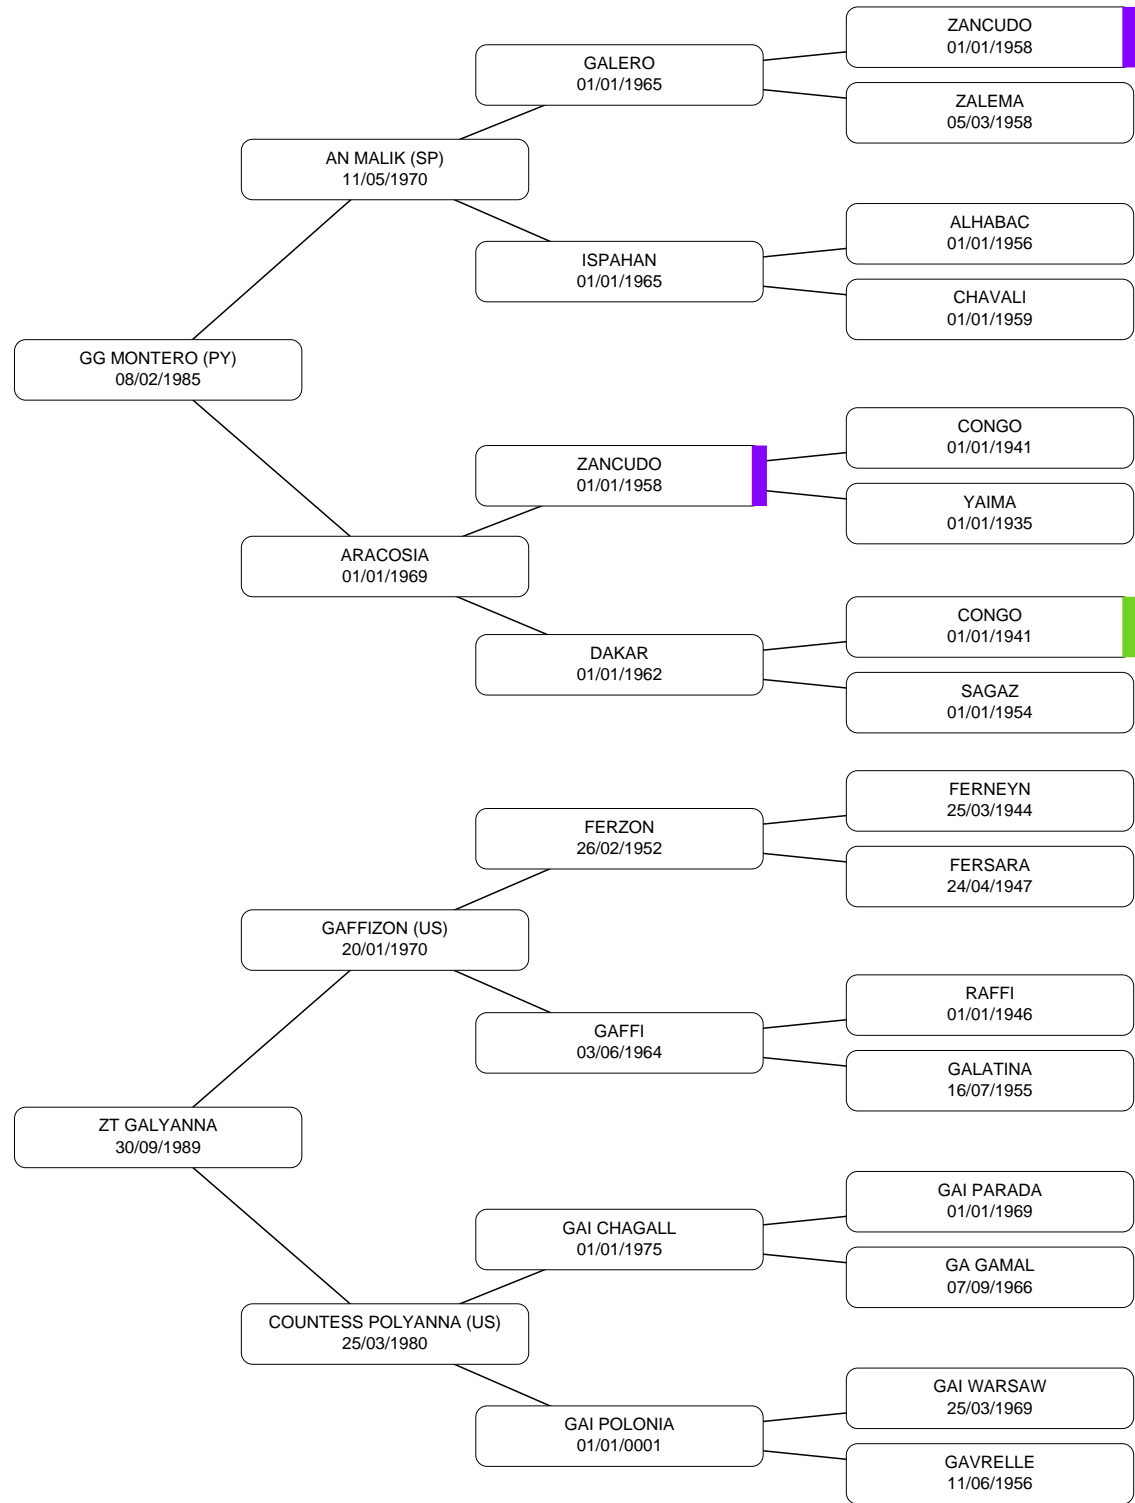 ZANCUDO
01/01/1958
GALERO
01/01/1965
ZALEMA
05/03/1958
AN MALIK (SP)
11/05/1970
ALHABAC
01/01/1956
ISPAHAN
01/01/1965
CHAVALI
01/01/1959
GG MONTERO (PY)
08/02/1985
CONGO
01/01/1941
ZANCUDO
01/01/1958
YAIMA
01/01/1935
ARACOSIA
01/01/1969
CONGO
01/01/1941
DAKAR
01/01/1962
SAGAZ
01/01/1954
FERNEYN
25/03/1944
FERZON
26/02/1952
FERSARA
24/04/1947
GAFFIZON (US)
20/01/1970
RAFFI
01/01/1946
GAFFI
03/06/1964
GALATINA
16/07/1955
ZT GALYANNA
30/09/1989
GAI PARADA
01/01/1969
GAI CHAGALL
01/01/1975
GA GAMAL
07/09/1966
COUNTESS POLYANNA (US)
25/03/1980
GAI WARSAW
25/03/1969
GAI POLONIA
01/01/0001
GAVRELLE
11/06/1956